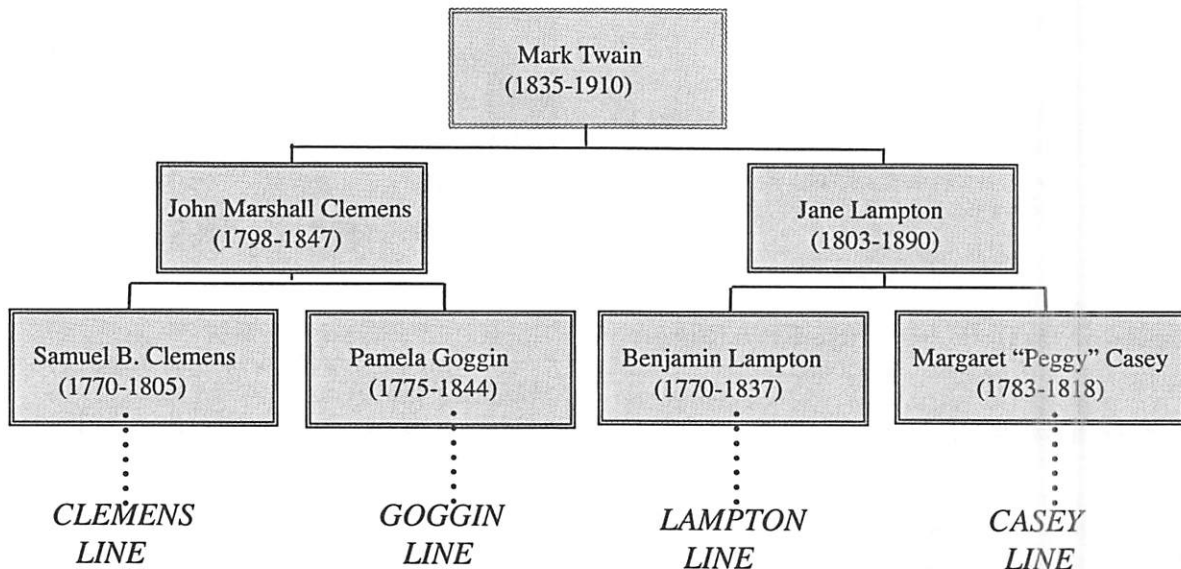 Mark Twain
(1835-1910)
John Marshall Clemens
(1798-1847)
Jane Lampton
(1803-1890)
Samuel B. Clemens
(1770-1805)
Pamela Goggin
(1775-1844)
Benjamin Lampton
(1770-1837)
Margaret “Peggy” Casey
(1783-1818)
CLEMENS
LINE
GOGGIN
LINE
LAMPTON
LINE
CASEY
LINE